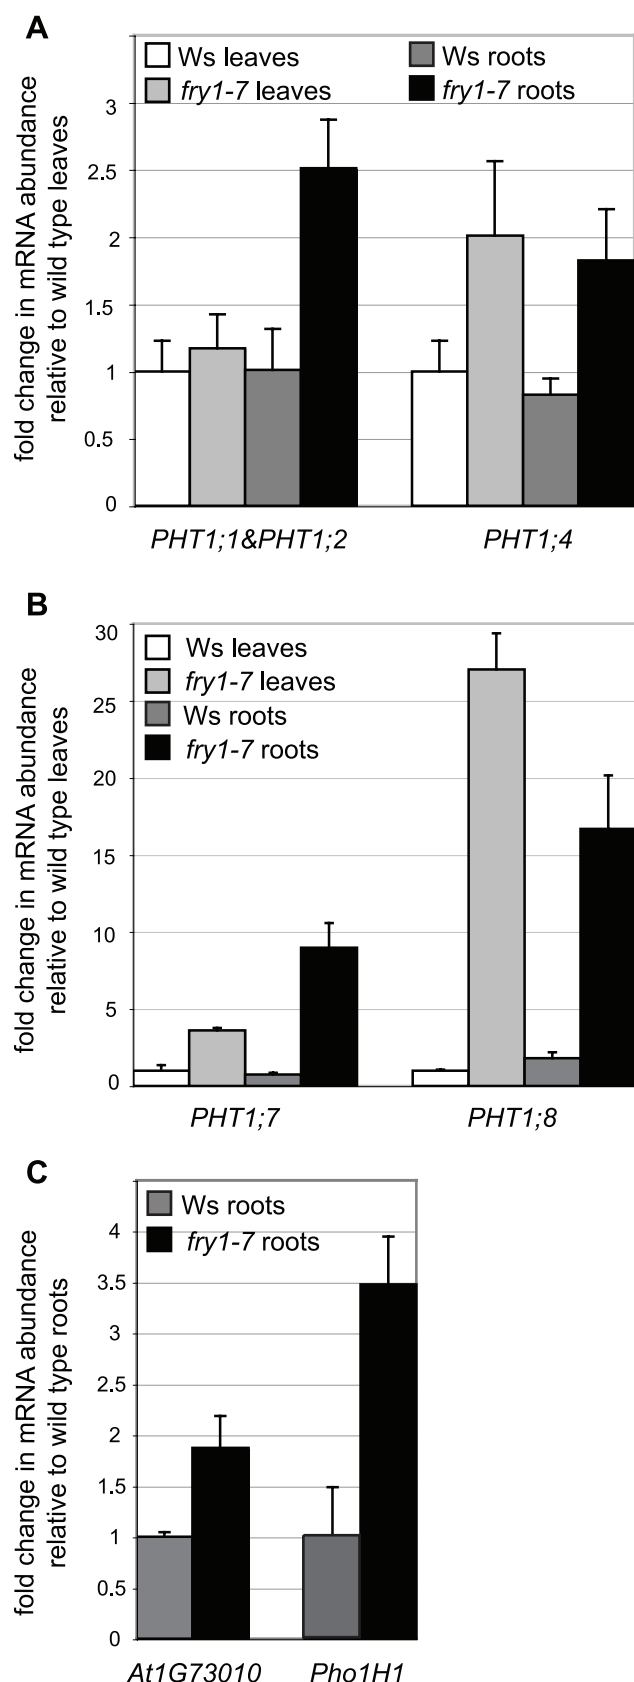 A
Ws leaves
Ws roots
fry1-7 leaves
fry1-7 roots
fold change in mRNA abundance
relative to wild type leaves
3
2.5
2
1.5
1
0.5
0
PHT1;1&PHT1;2
PHT1;4
B
Ws leaves
fry1-7 leaves
Ws roots
fry1-7 roots
fold change in mRNA abundance
relative to wild type leaves
30
25
20
15
10
5
0
PHT1;7
PHT1;8
C
Ws roots
fry1-7 roots
fold change in mRNA abundance
relative to wild type roots
4
3.5
3
2.5
2
1.5
1
0.5
0
At1G73010
Pho1H1